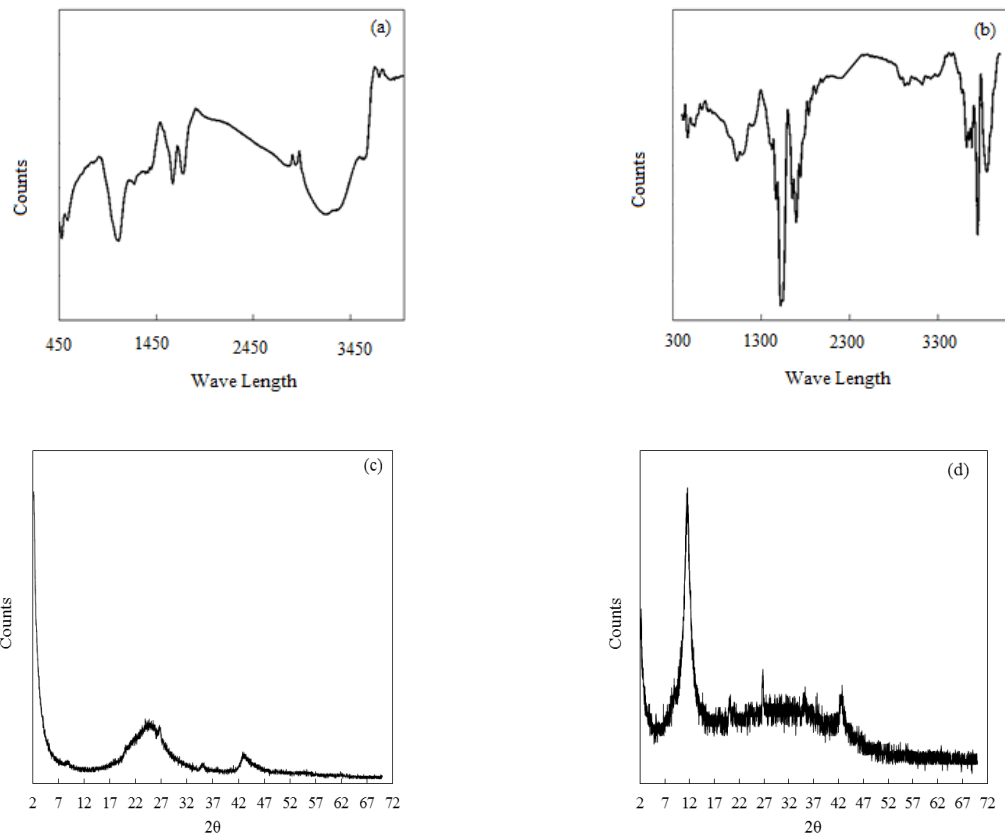 (a)
Counts
450 1450 2450 3450
Wave Length
(b)
Counts
300 1300 2300 3300
Wave Length
(c)
Counts
2 7 12 17 22 27 32 37 42 47 52 57 62 67 72
2θ
(d)
Counts
2 7 12 17 22 27 32 37 42 47 52 57 62 67 72
2θ